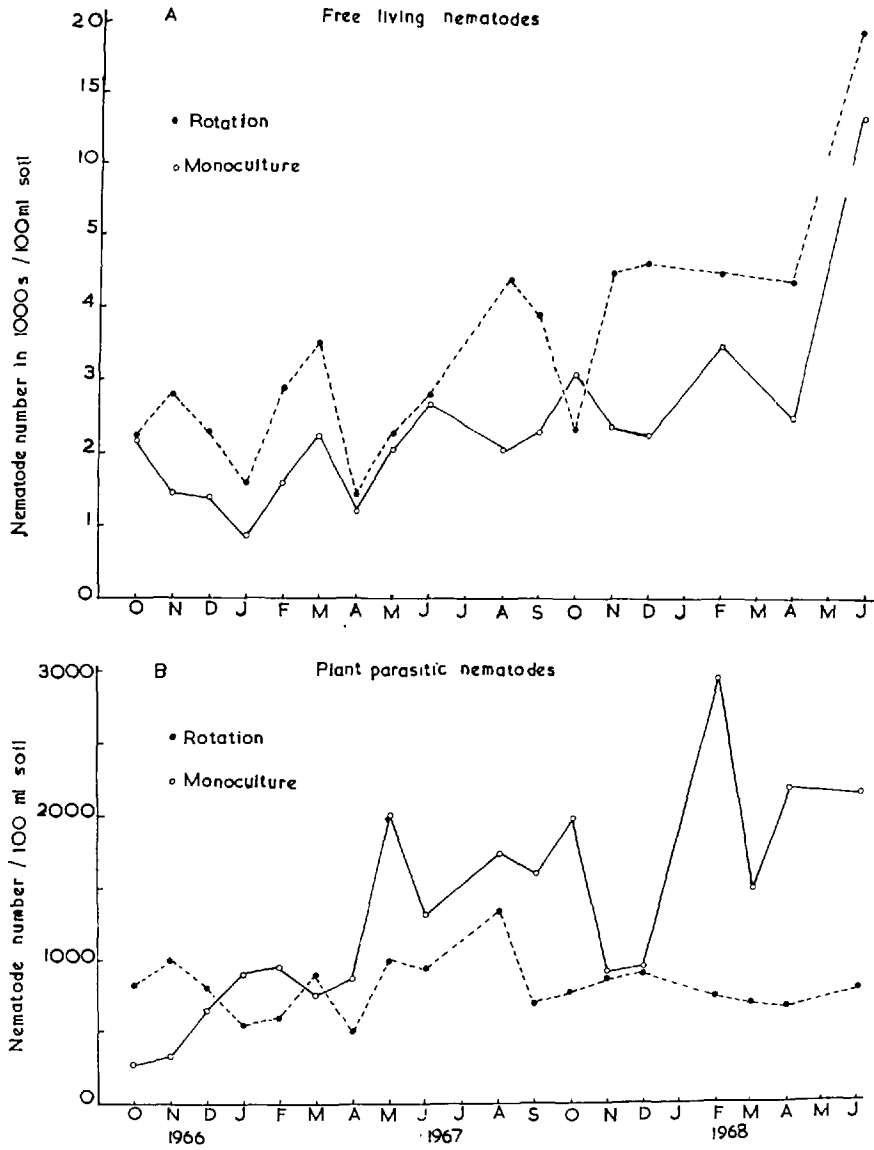 A Free living nematodes
Nematode number in 1000s / 100ml soil
20
15
10
5
4
3
2
1
0
Rotation
Monoculture
O N D J F M A M J J A S O N D J F M A M J
B Plant parasitic nematodes
Nematode number / 100 ml soil
3000
2000
1000
0
Rotation
Monoculture
O N D J F M A M J J A S O N D J F M A M J
1966 1967 1968